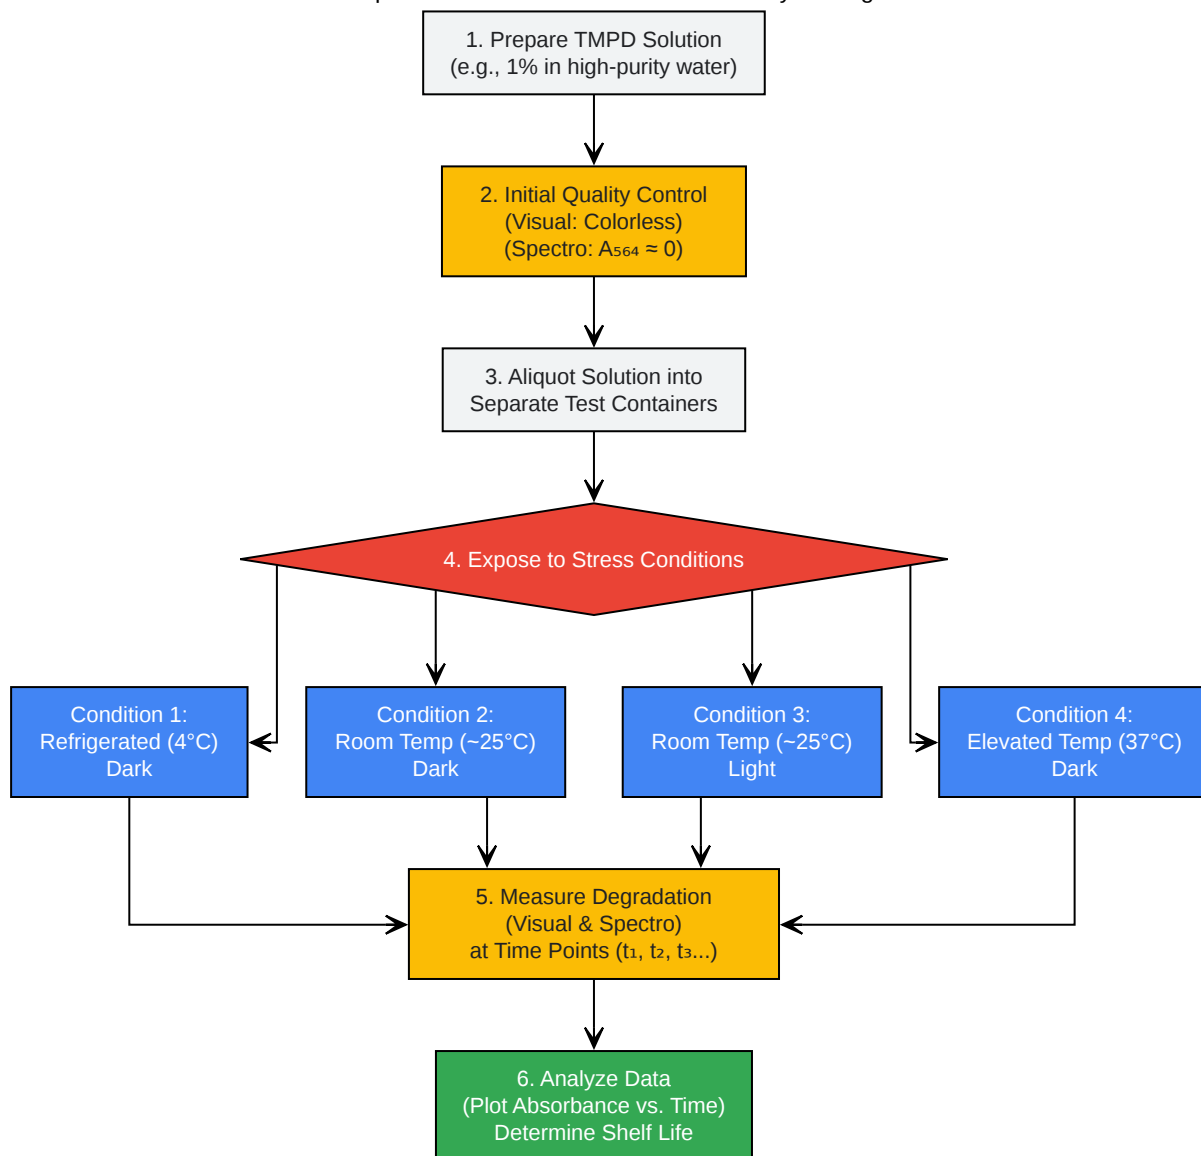 1. Prepare TMPD Solution
(e.g., 1% in high-purity water)
2. Initial Quality Control
(Visual: Colorless)
(Spectro: A₅₆₄ ≈ 0)
3. Aliquot Solution into
Separate Test Containers
4. Expose to Stress Conditions
Condition 1:
Refrigerated (4°C)
Dark
Condition 2:
Room Temp (~25°C)
Dark
Condition 3:
Room Temp (~25°C)
Light
Condition 4:
Elevated Temp (37°C)
Dark
5. Measure Degradation
(Visual & Spectro)
at Time Points (t₁, t₂, t₃...)
6. Analyze Data
(Plot Absorbance vs. Time)
Determine Shelf Life